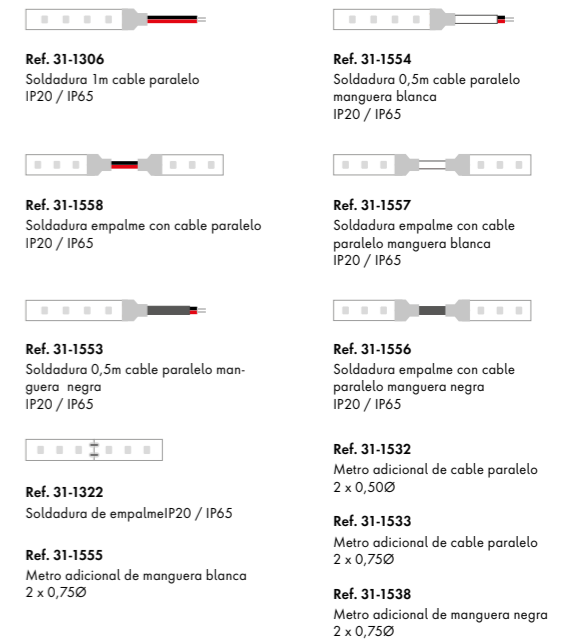 Ref. 31-1306
Soldadura 1m cable paralelo
IP20 / IP65
Ref. 31-1554
Soldadura 0,5m cable paralelo
manguera blanca
IP20 / IP65
Ref. 31-1558
Soldadura empalme con cable paralelo
IP20 / IP65
Ref. 31-1557
Soldadura empalme con cable
paralelo manguera blanca
IP20 / IP65
Ref. 31-1553
Soldadura 0,5m cable paralelo man-
guera negra
IP20 / IP65
Ref. 31-1556
Soldadura empalme con cable
paralelo manguera negra
IP20 / IP65
Ref. 31-1322
Soldadura de empalmeIP20 / IP65
Ref. 31-1555
Metro adicional de manguera blanca
2 x 0,75Ø
Ref. 31-1532
Metro adicional de cable paralelo
2 x 0,50Ø
Ref. 31-1533
Metro adicional de cable paralelo
2 x 0,75Ø
Ref. 31-1538
Metro adicional de manguera negra
2 x 0,75Ø